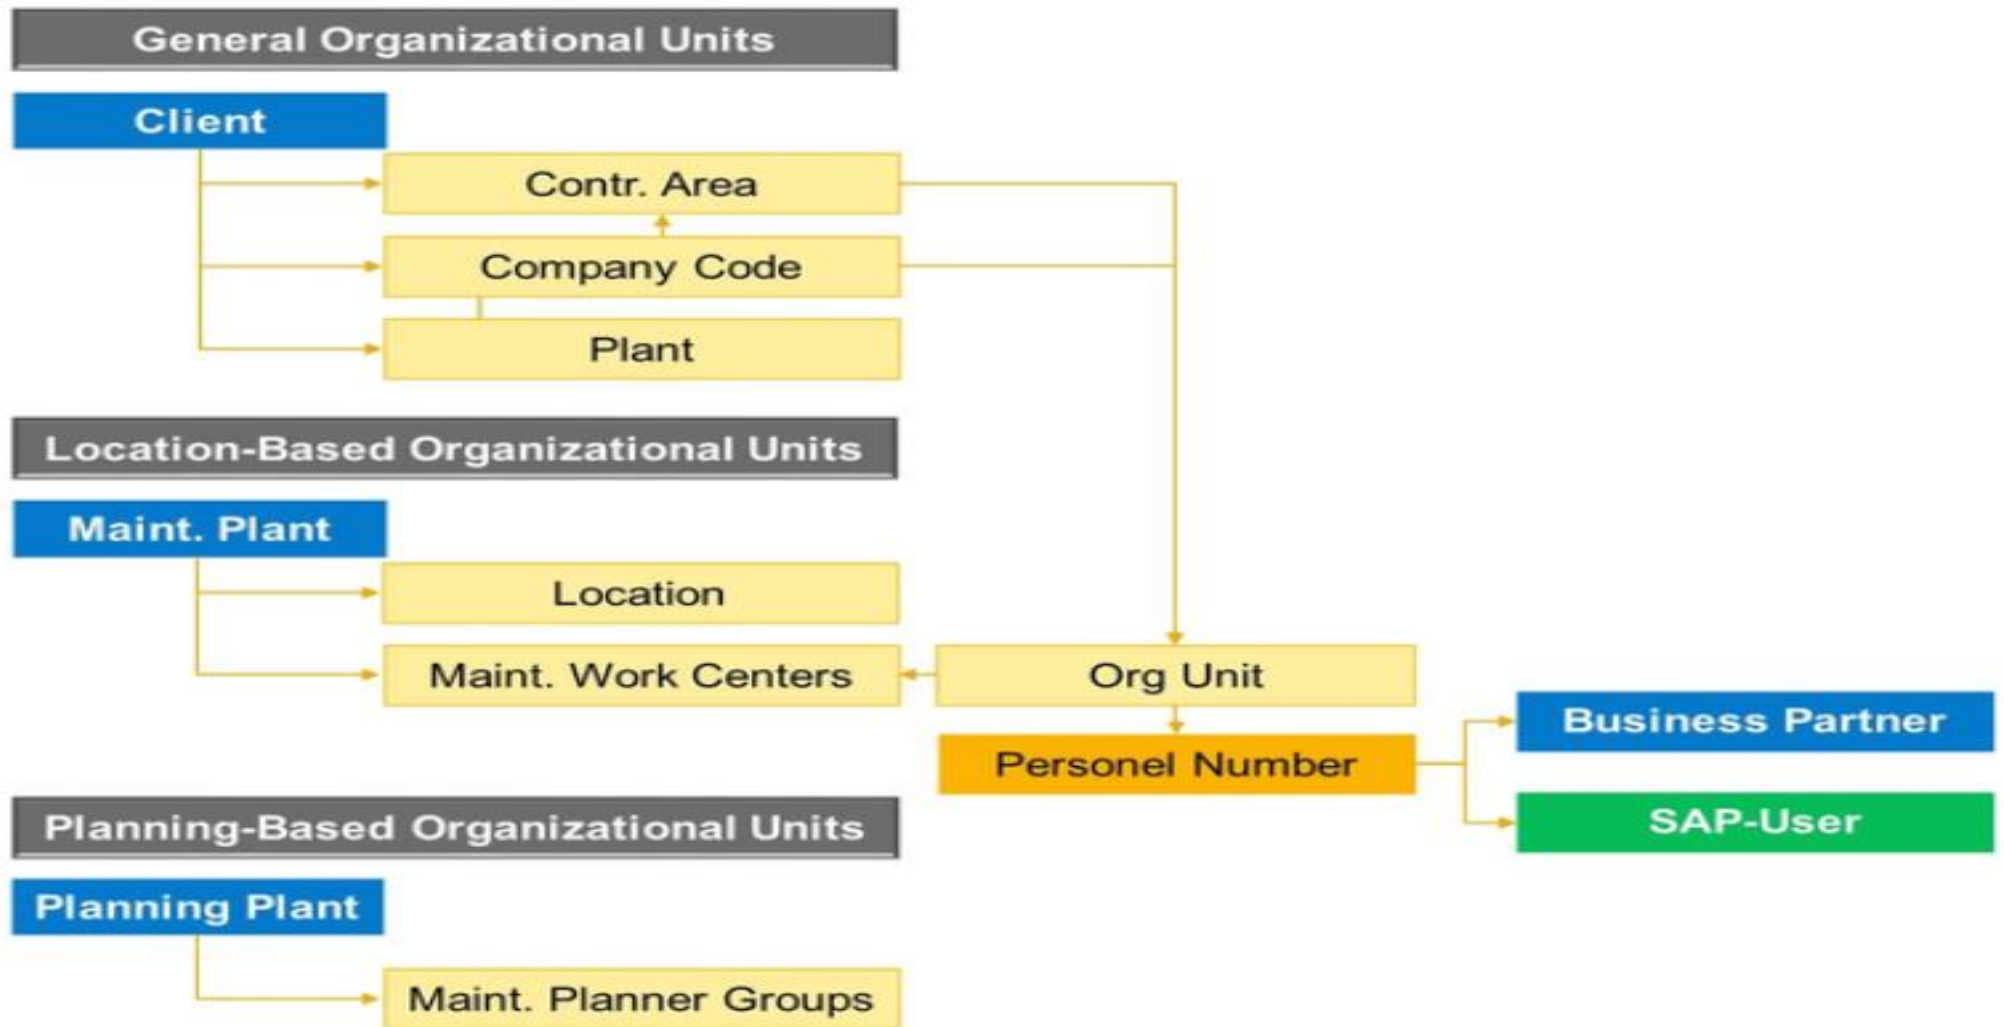 General Organizational Units
Client
Contr. Area
Company Code
Plant
Location-Based Organizational Units
Maint. Plant
Location
Maint. Work Centers
Org Unit
Business Partner
Personel Number
SAP-User
Planning-Based Organizational Units
Planning Plant
Maint. Planner Groups